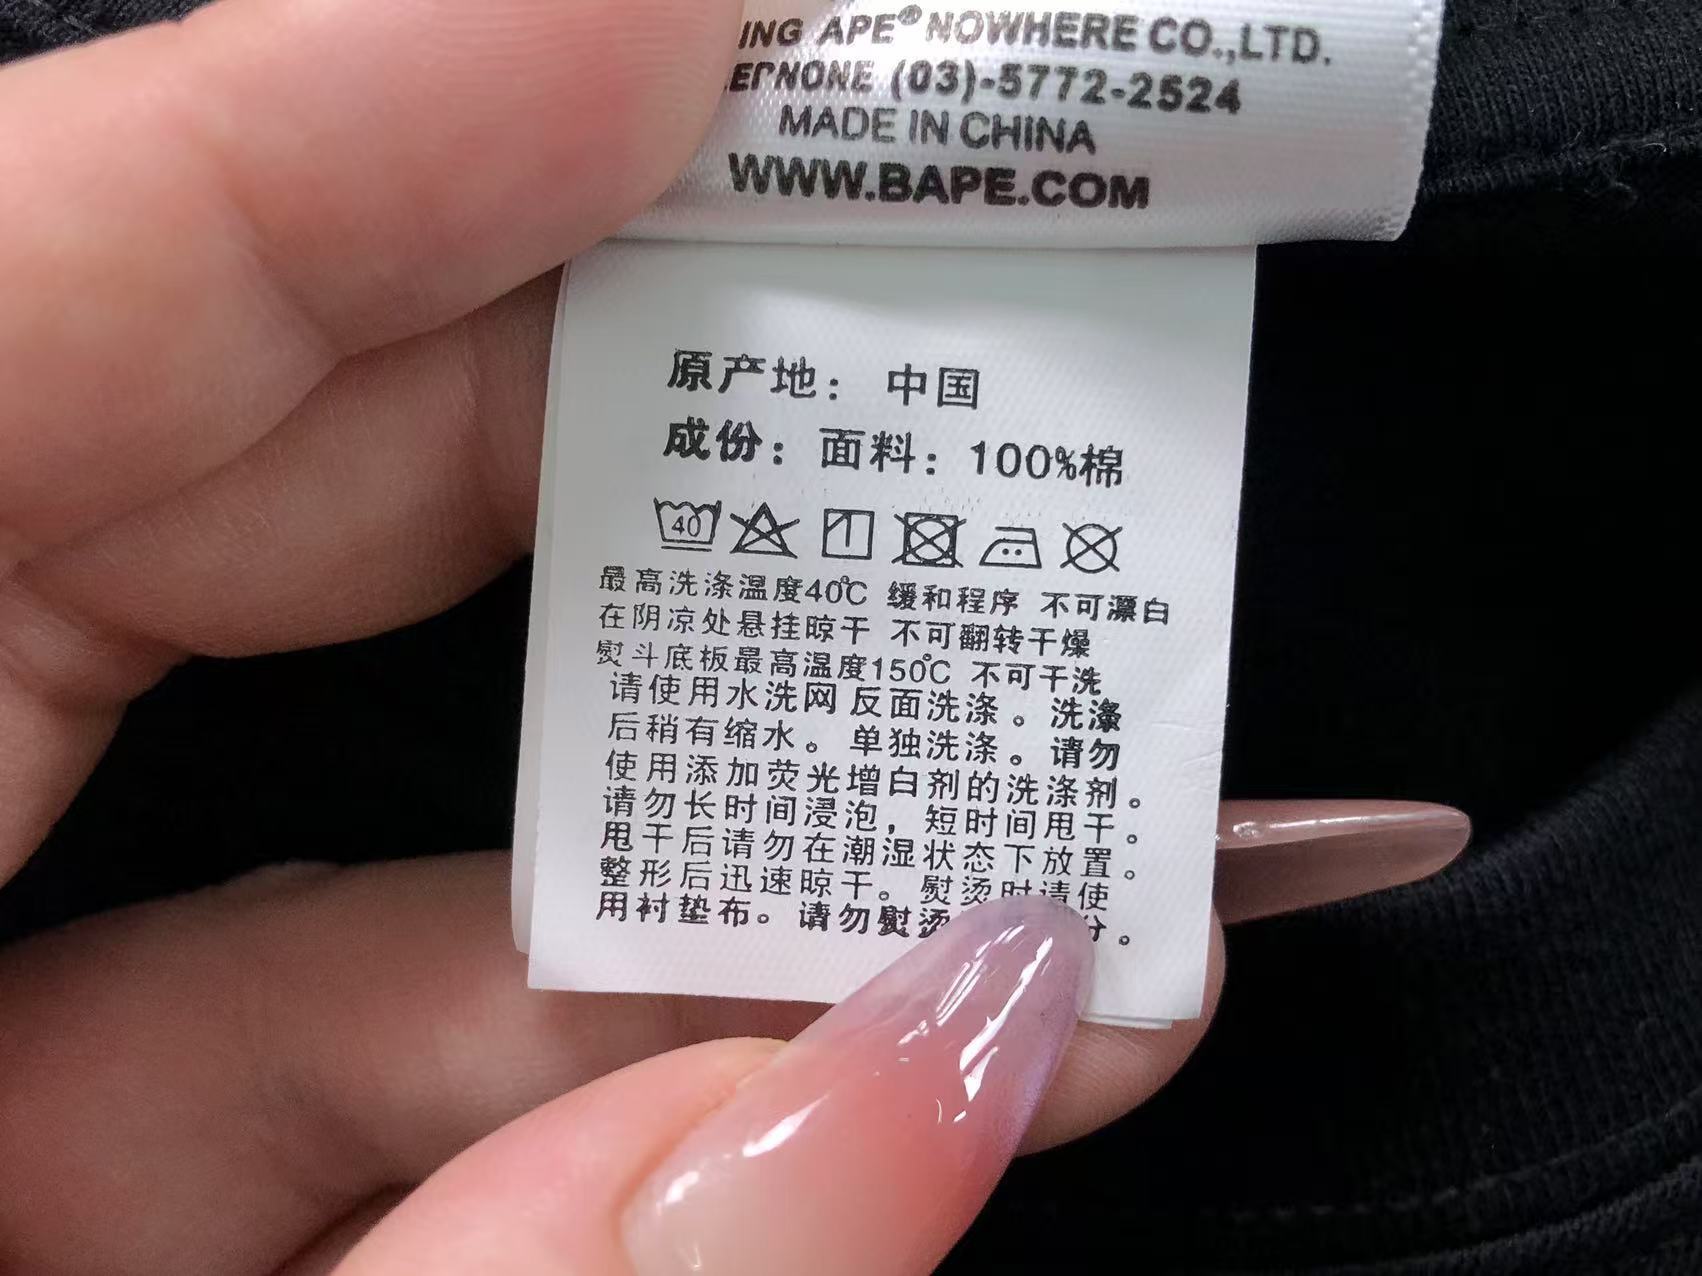 ING APE® NOWHERE CO.,LTD.
(03)-5772-2524
MADE IN CHINA
WWW.BAPE.COM
原产地：中国
成份：面料：100%棉
40
最高洗涤温度40℃ 缓和程序 不可漂白
在阴凉处悬挂晾干 不可翻转干燥
熨斗底板最高温度150℃ 不可干洗
请使用水洗网 反面洗涤。洗涤
后稍有缩水。单独洗涤。请勿
使用添加荧光增白剂的洗涤剂。
请勿长时间浸泡，短时间甩干。
甩干后请勿在潮湿状态下放置。
整形后迅速晾干。熨烫时请使
用衬垫布。请勿熨烫 分。